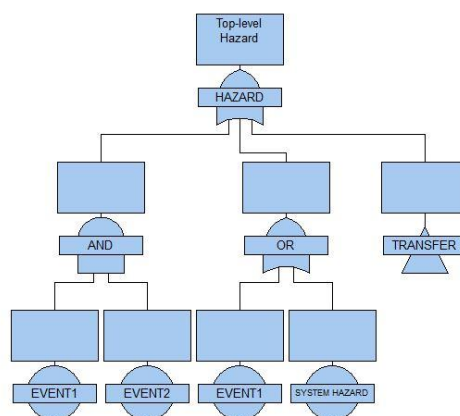 Top-level
Hazard
HAZARD
AND
OR
TRANSFER
EVENT1
EVENT2
EVENT1
SYSTEM HAZARD